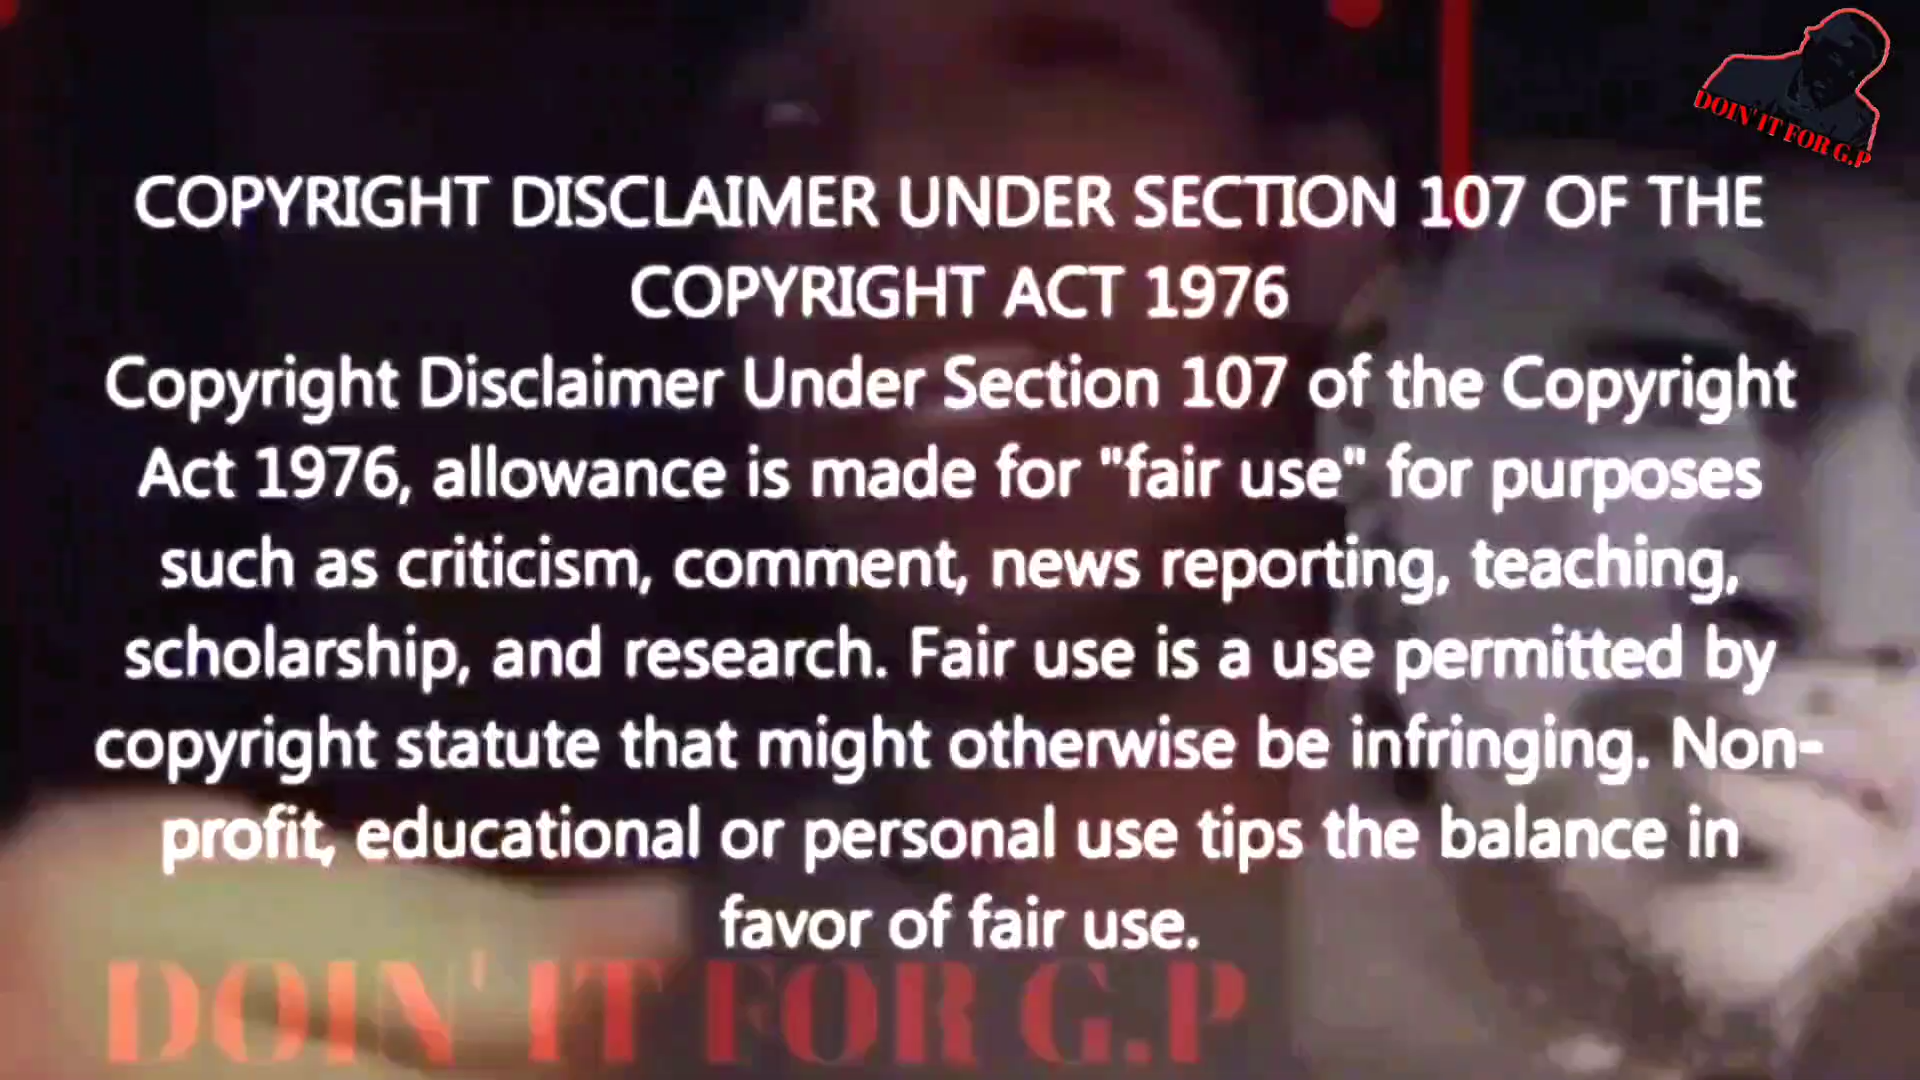 DOIN' IT FOR G.P
COPYRIGHT DISCLAIMER UNDER SECTION 107 OF THE
COPYRIGHT ACT 1976
Copyright Disclaimer Under Section 107 of the Copyright
Act 1976, allowance is made for "fair use" for purposes
such as criticism, comment, news reporting, teaching,
scholarship, and research. Fair use is a use permitted by
copyright statute that might otherwise be infringing. Non-
profit, educational or personal use tips the balance in
favor of fair use.
DOIN' IT FOR G.P